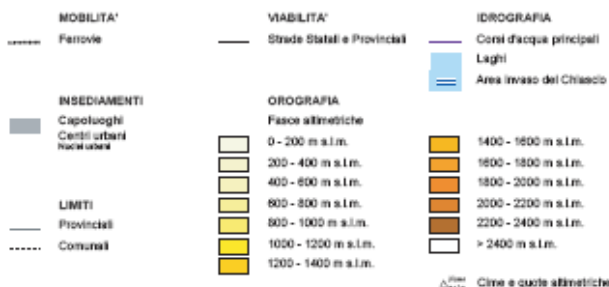 MOBILITA'
Ferrovie
VIABILITA'
Strade Statali e Provinciali
IDROGRAFIA
Corsi d'acqua principali
Laghi
Area Invaso del Chiascio
INSEDIAMENTI
Capoluoghi
Centri urbani
Nuclei urbani
LIMITI
Provinciali
Comunali
OROGRAFIA
Fasce altimetriche
0 - 200 m s.l.m.
200 - 400 m s.l.m.
400 - 600 m s.l.m.
600 - 800 m s.l.m.
800 - 1000 m s.l.m.
1000 - 1200 m s.l.m.
1200 - 1400 m s.l.m.
1400 - 1600 m s.l.m.
1600 - 1800 m s.l.m.
1800 - 2000 m s.l.m.
2000 - 2200 m s.l.m.
2200 - 2400 m s.l.m.
> 2400 m s.l.m.
Cime e quote altimetriche